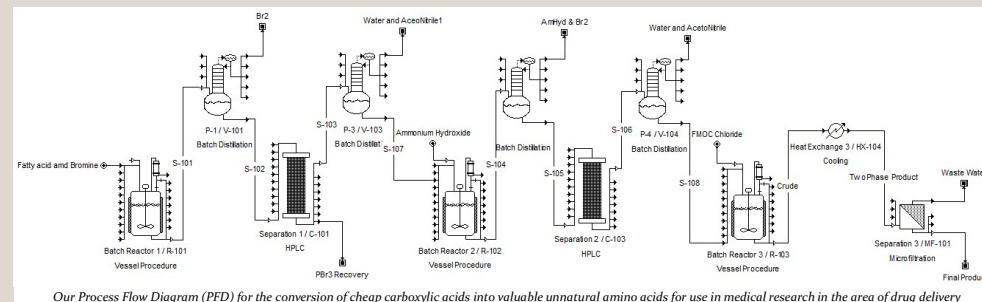 Br2
Water and AceoNitrile1
AmHyd & Br2
Water and AcetoNitrile
P-1 / V-101
Batch Distilation
P-3 / V-103
Batch Distilat
Batch Distilation
P-4 / V-104
Batch Distilation
S-101
S-102
S-103
S-107
S-104
S-105
S-106
S-108
Fatty acid amd Bromine
Ammonium Hydroxide
FMOC Chloride
Batch Reactor 1 / R-101
Vessel Procedure
Separation 1 / C-101
HPLC
PBr3 Recovery
Batch Reactor 2 / R-102
Vessel Procedure
Separation 2 / C-103
HPLC
Batch Reactor 3 / R-103
Vessel Procedure
Crude
Heat Exchange 3 / HX-104
Cooling
Two Phase Product
Waste Wate
Separation 3 / MF-101
Microfiltration
Final Produc
Our Process Flow Diagram (PFD) for the conversion of cheap carboxylic acids into valuable unnatural amino acids for use in medical research in the area of drug delivery